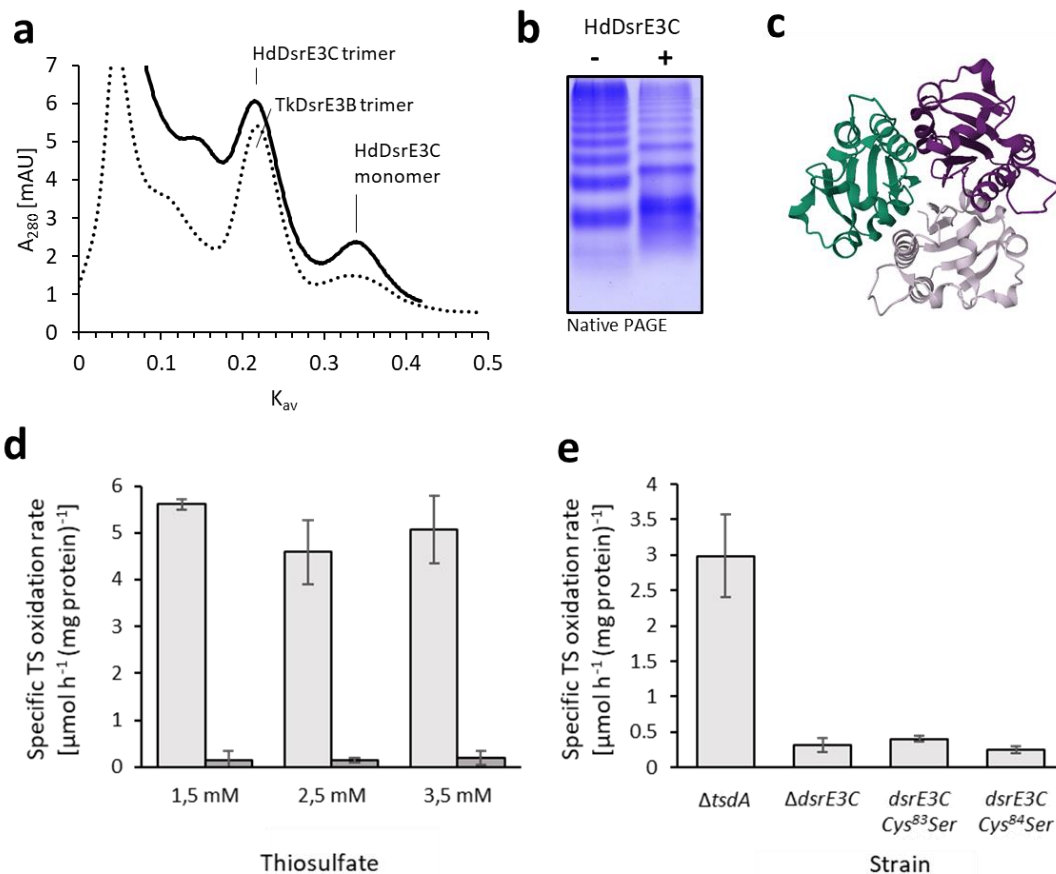 a
HdDsrE3C trimer
TkDsrE3B trimer
HdDsrE3C
monomer
A280 [mAU]
7
6
5
4
3
2
1
0
0
0.1
0.2
0.3
0.4
0.5
Kav
b
HdDsrE3C
- +
Native PAGE
c
d
Specific TS oxidation rate
[µmol h-1 (mg protein)-1]
6
5
4
3
2
1
0
1,5 mM
2,5 mM
3,5 mM
Thiosulfate
e
Specific TS oxidation rate
[µmol h-1 (mg protein)-1]
4
3.5
3
2.5
2
1.5
1
0.5
0
ΔtsdA
ΔdsrE3C
dsrE3C
Cys83Ser
dsrE3C
Cys84Ser
Strain